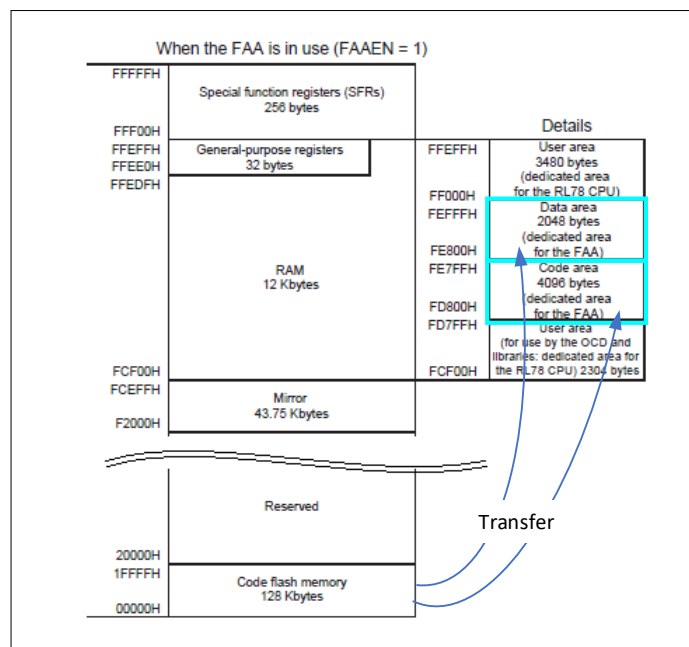 When the FAA is in use (FAAEN = 1)
FFFFFH
Special function registers (SFRs)
256 bytes
FFF00H
Details
FFEFFH
General-purpose registers
32 bytes
FFEE0H
FFEDFH
FFEFFH
User area
3480 bytes
(dedicated area
for the RL78 CPU)
FF000H
FEFFFH
Data area
2048 bytes
(dedicated area
for the FAA)
FE800H
RAM
12 Kbytes
FE7FFH
Code area
4096 bytes
(dedicated area
for the FAA)
FD800H
FD7FFH
User area
(for use by the OCD and
libraries: dedicated area for
the RL78 CPU) 2304 bytes
FCF00H
FCF00H
FCEFFH
Mirror
43.75 Kbytes
F2000H
Reserved
Transfer
20000H
1FFFFH
Code flash memory
128 Kbytes
00000H